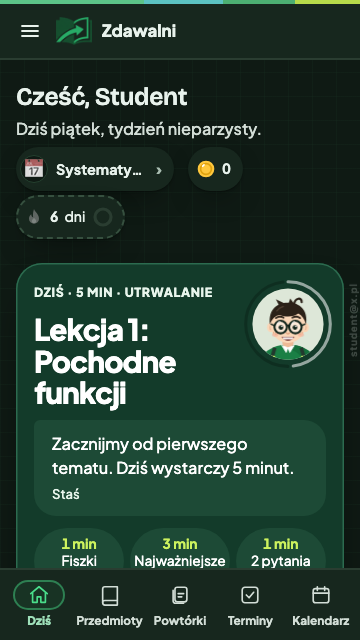 Zdawalni
Cześć, Student
Dziś piątek, tydzień nieparzysty.
Systematy… ›
0
6 dni
DZIŚ · 5 MIN · UTRWALANIE
Lekcja 1:
Pochodne
funkcji
student@x.pl
Zacznijmy od pierwszego
tematu. Dziś wystarczy 5 minut.
Staś
1 min 3 min 1 min
Fiszki Najważniejsze 2 pytania
Dziś Przedmioty Powtórki Terminy Kalendarz